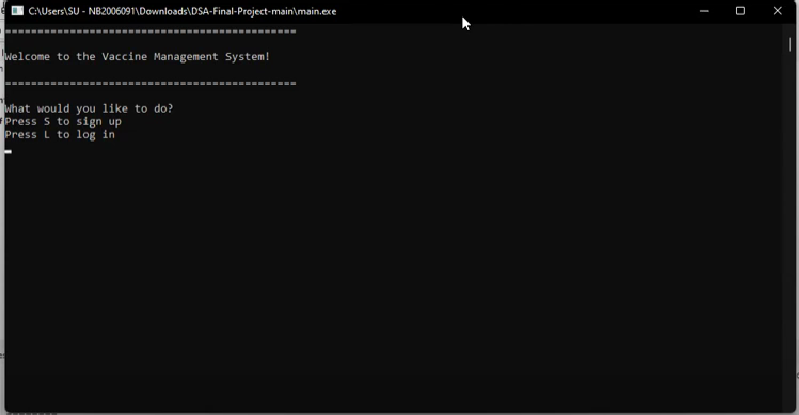 C:\Users\SU - NB2006091\Downloads\DSA-Final-Project-main\main.exe
=============================================
Welcome to the Vaccine Management System!
=============================================
What would you like to do?
Press S to sign up
Press L to log in